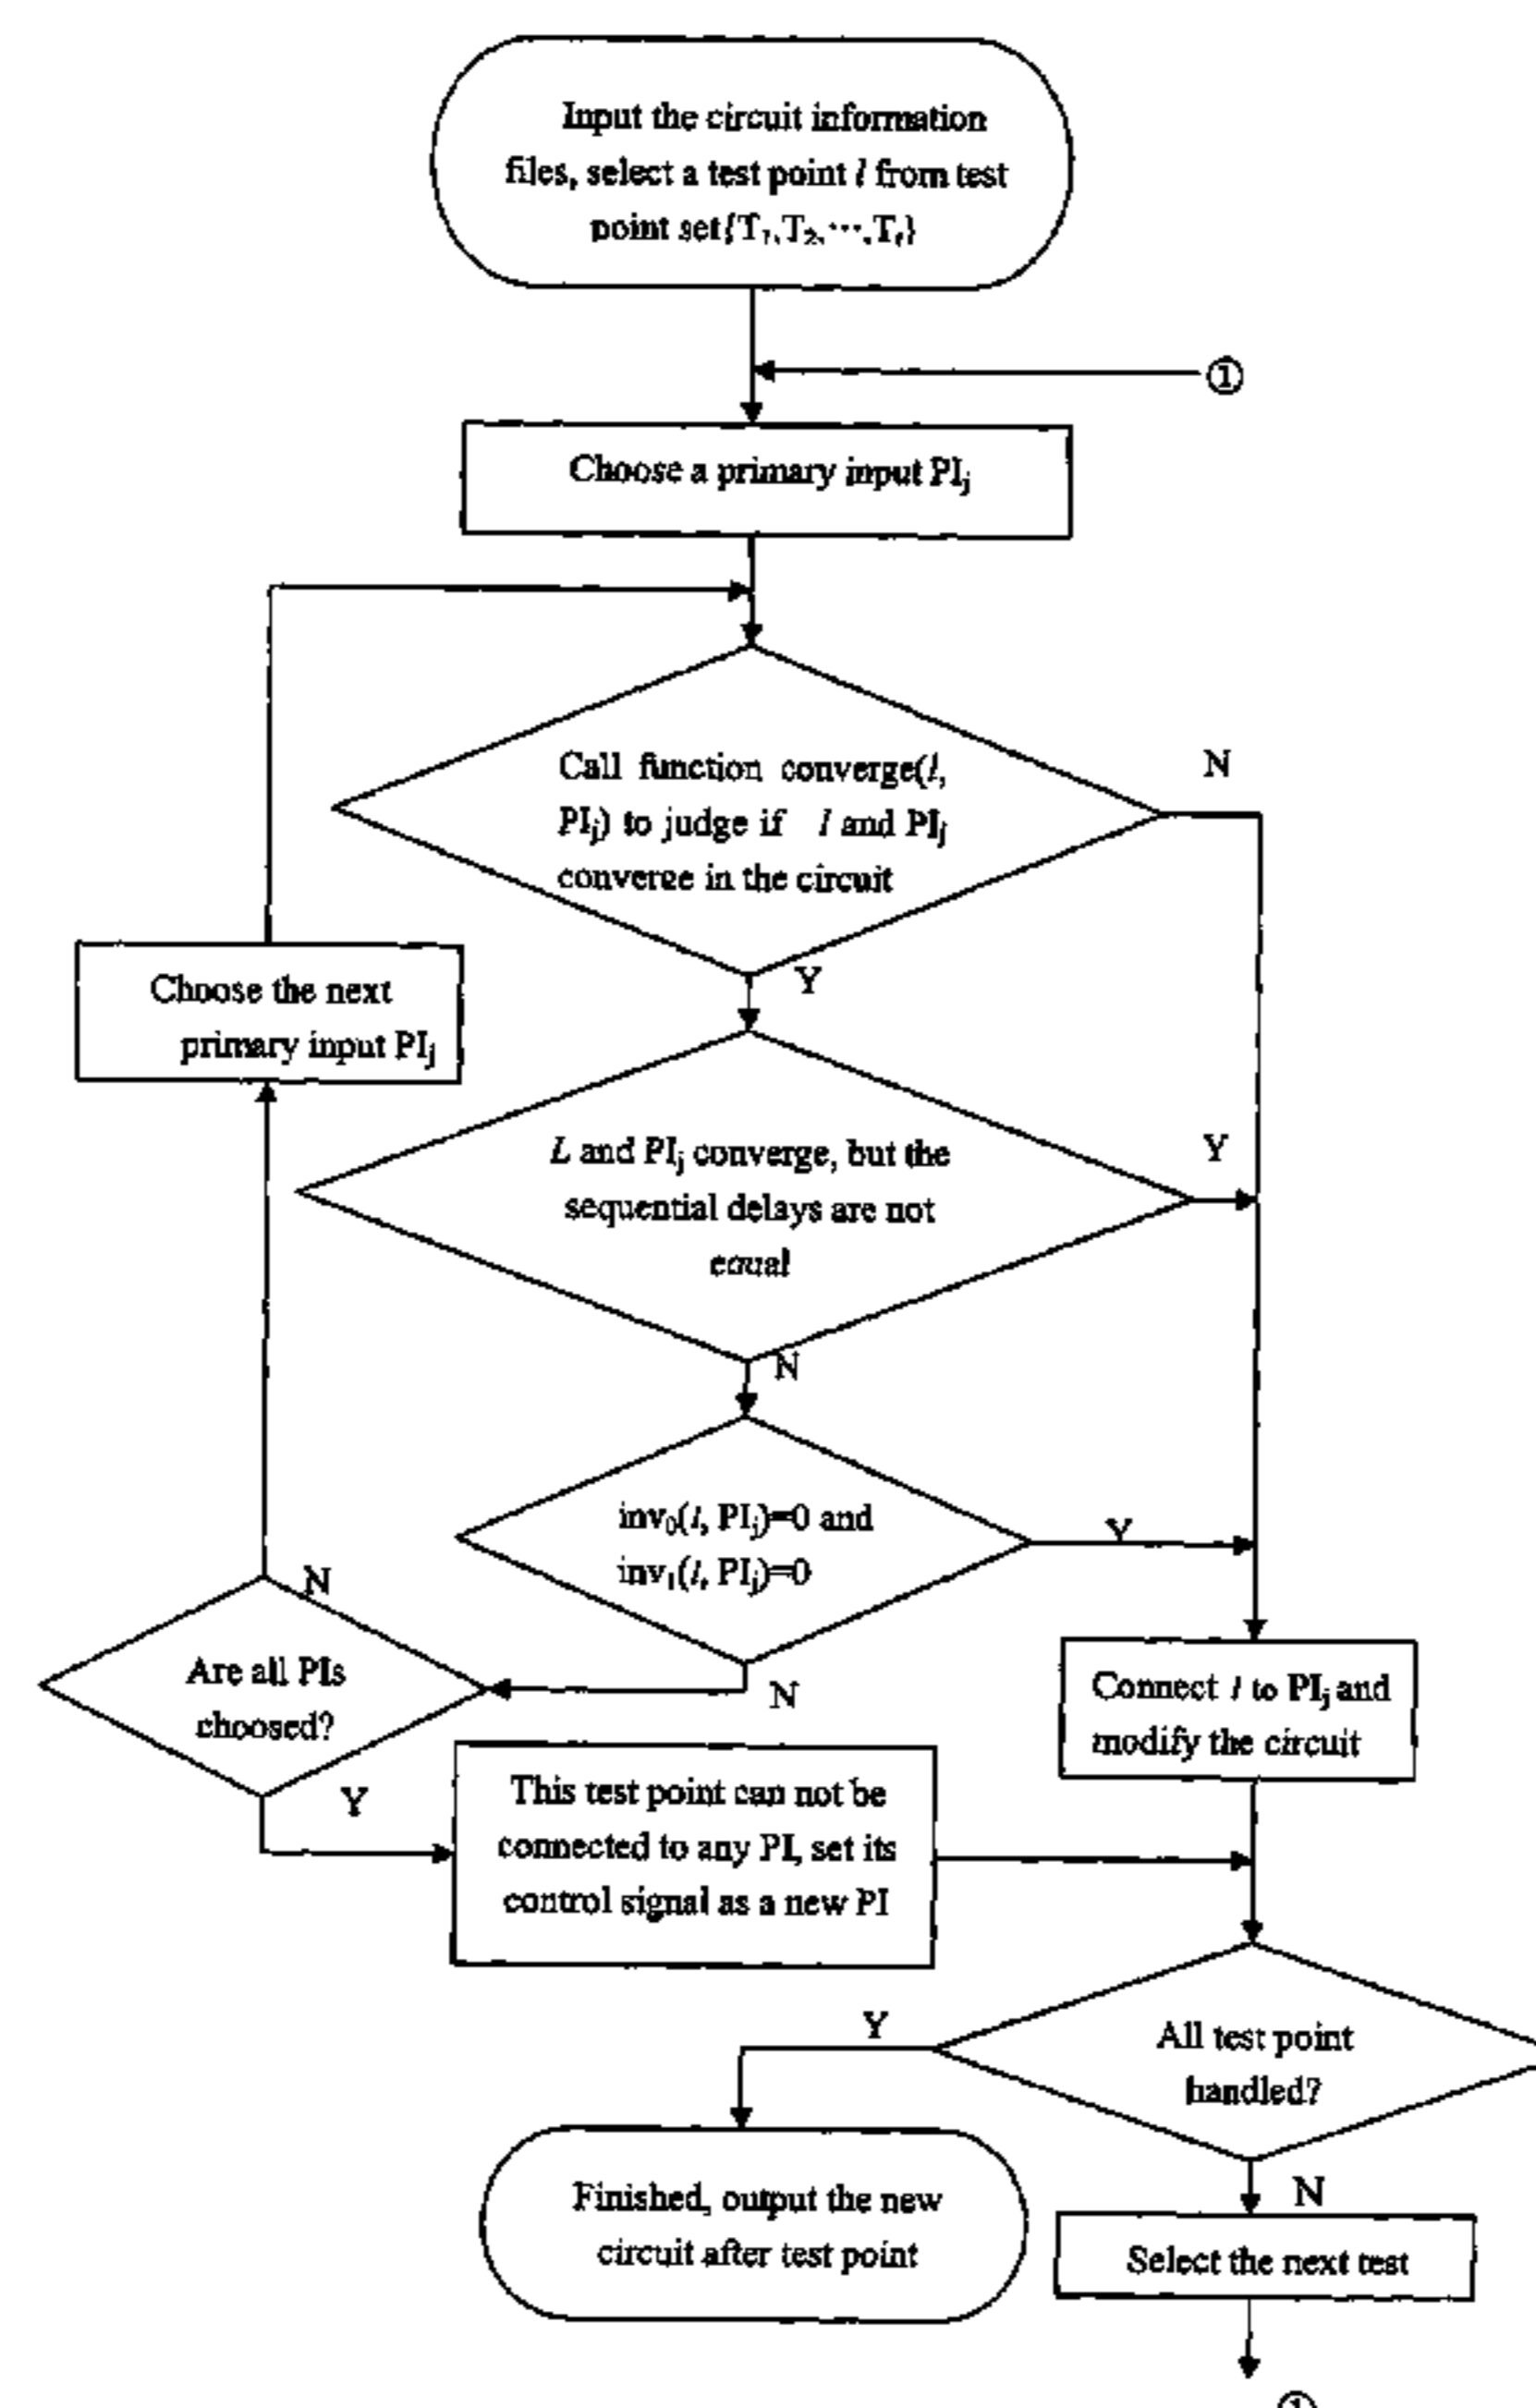 Input the circuit information
files, select a test point l from test
point set{T₁,T₂,⋯,Tₜ}
①
Choose a primary input PIⱼ
Call function converge(l,
PIⱼ) to judge if l and PIⱼ
converge in the circuit
N
Y
Choose the next
primary input PIⱼ
L and PIⱼ converge, but the
sequential delays are not
equal
Y
N
inv₀(l, PIⱼ)=0 and
inv₁(l, PIⱼ)=0
Y
N
Are all PIs
choosed?
N
Y
Connect l to PIⱼ and
modify the circuit
This test point can not be
connected to any PI, set its
control signal as a new PI
All test point
handled?
Y
N
Finished, output the new
circuit after test point
Select the next test
①